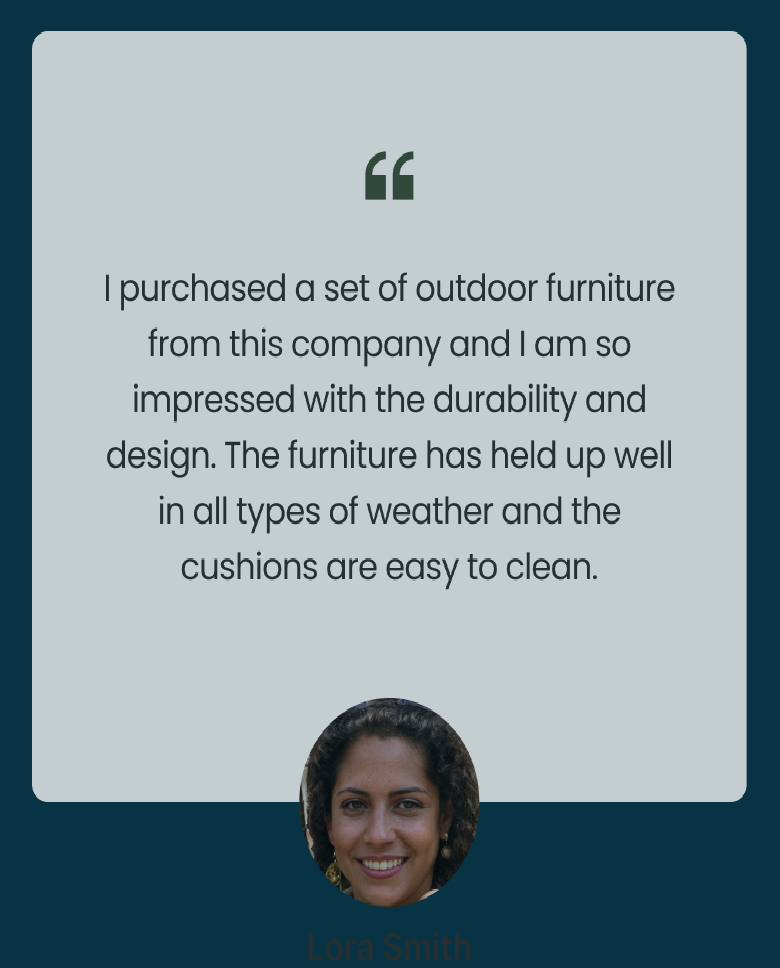 “
I purchased a set of outdoor furniture
from this company and I am so
impressed with the durability and
design. The furniture has held up well
in all types of weather and the
cushions are easy to clean.
Lora Smith